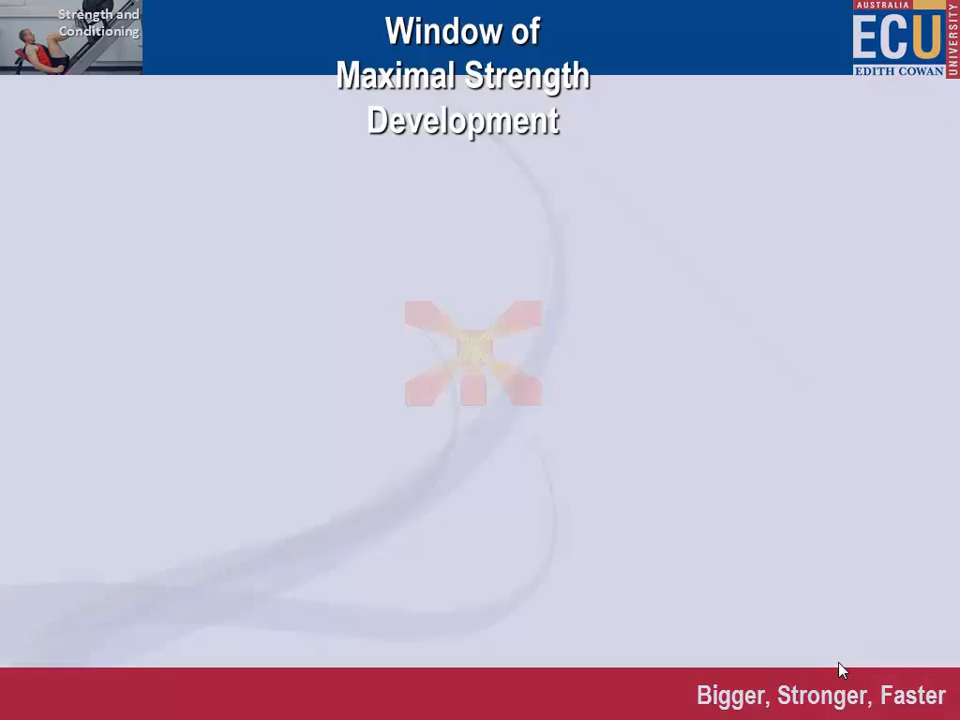 Strength and
Conditioning
Window of
Maximal Strength
Development
AUSTRALIA
ECU
EDITH COWAN
UNIVERSITY
Bigger, Stronger, Faster